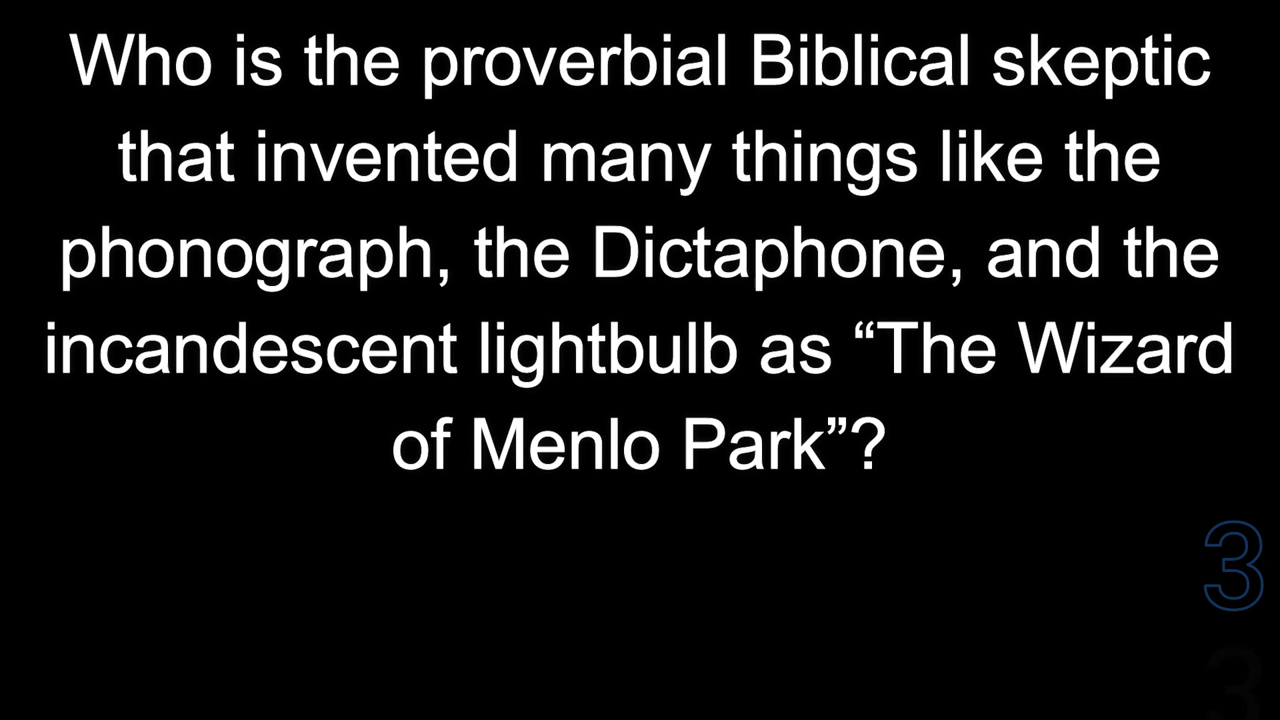 Who is the proverbial Biblical skeptic
that invented many things like the
phonograph, the Dictaphone, and the
incandescent lightbulb as “The Wizard
of Menlo Park”?
3
3